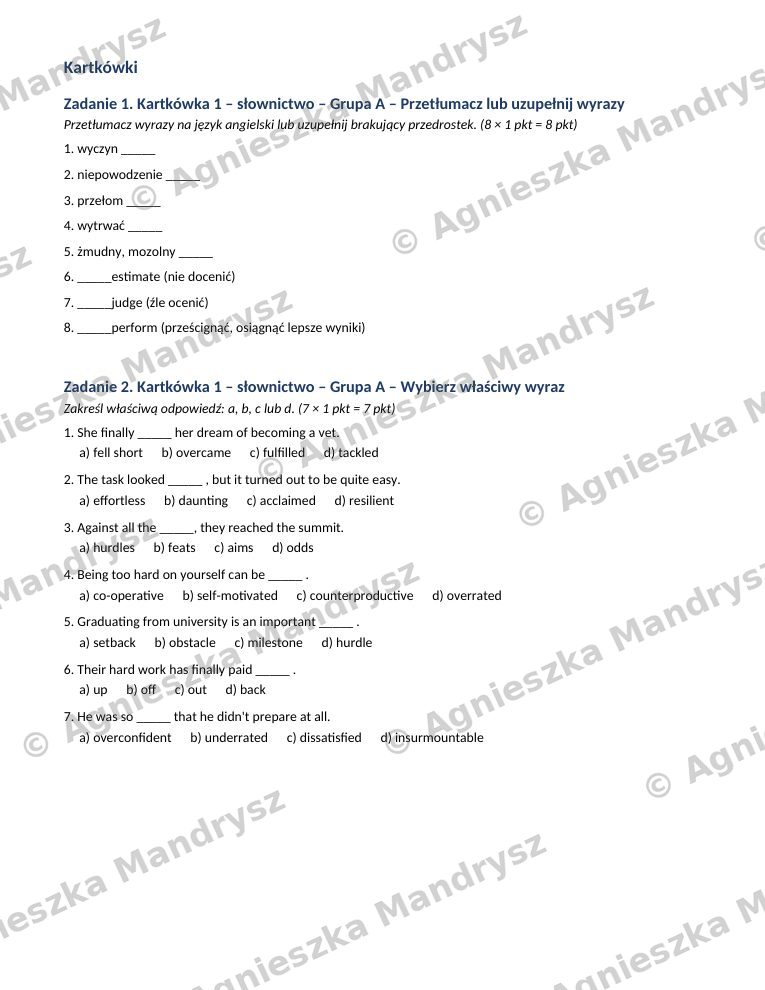 Kartkówki
Zadanie 1. Kartkówka 1 – słownictwo – Grupa A – Przetłumacz lub uzupełnij wyrazy
Przetłumacz wyrazy na język angielski lub uzupełnij brakujący przedrostek. (8 × 1 pkt = 8 pkt)
1. wyczyn _____
2. niepowodzenie _____
3. przełom _____
4. wytrwać _____
5. żmudny, mozolny _____
6. _____estimate (nie docenić)
7. _____judge (źle ocenić)
8. _____perform (prześcignąć, osiągnąć lepsze wyniki)
Zadanie 2. Kartkówka 1 – słownictwo – Grupa A – Wybierz właściwy wyraz
Zakreśl właściwą odpowiedź: a, b, c lub d. (7 × 1 pkt = 7 pkt)
1. She finally _____ her dream of becoming a vet.
a) fell short b) overcame c) fulfilled d) tackled
2. The task looked _____ , but it turned out to be quite easy.
a) effortless b) daunting c) acclaimed d) resilient
3. Against all the _____, they reached the summit.
a) hurdles b) feats c) aims d) odds
4. Being too hard on yourself can be _____ .
a) co-operative b) self-motivated c) counterproductive d) overrated
5. Graduating from university is an important _____ .
a) setback b) obstacle c) milestone d) hurdle
6. Their hard work has finally paid _____ .
a) up b) off c) out d) back
7. He was so _____ that he didn't prepare at all.
a) overconfident b) underrated c) dissatisfied d) insurmountable
© Agnieszka Mandrysz